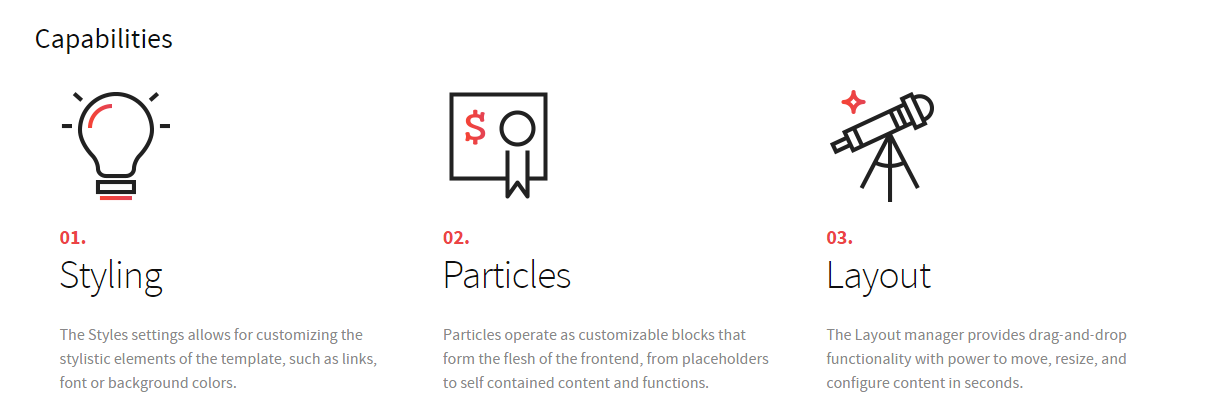 Capabilities
$
01.
Styling
The Styles settings allows for customizing the
stylistic elements of the template, such as links,
font or background colors.
02.
Particles
Particles operate as customizable blocks that
form the flesh of the frontend, from placeholders
to self contained content and functions.
03.
Layout
The Layout manager provides drag-and-drop
functionality with power to move, resize, and
configure content in seconds.